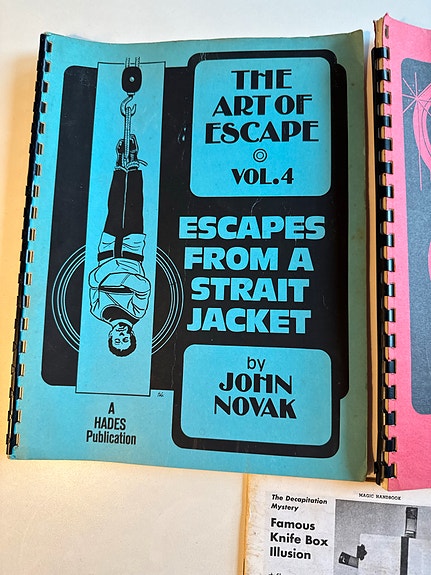 THE
ART OF
ESCAPE
VOL.4
ESCAPES
FROM A
STRAIT
JACKET
by
JOHN
NOVAK
A
HADES
Publication
The Decapitation
Mystery
MAGIC HANDBOOK
Famous
Knife Box
Illusion